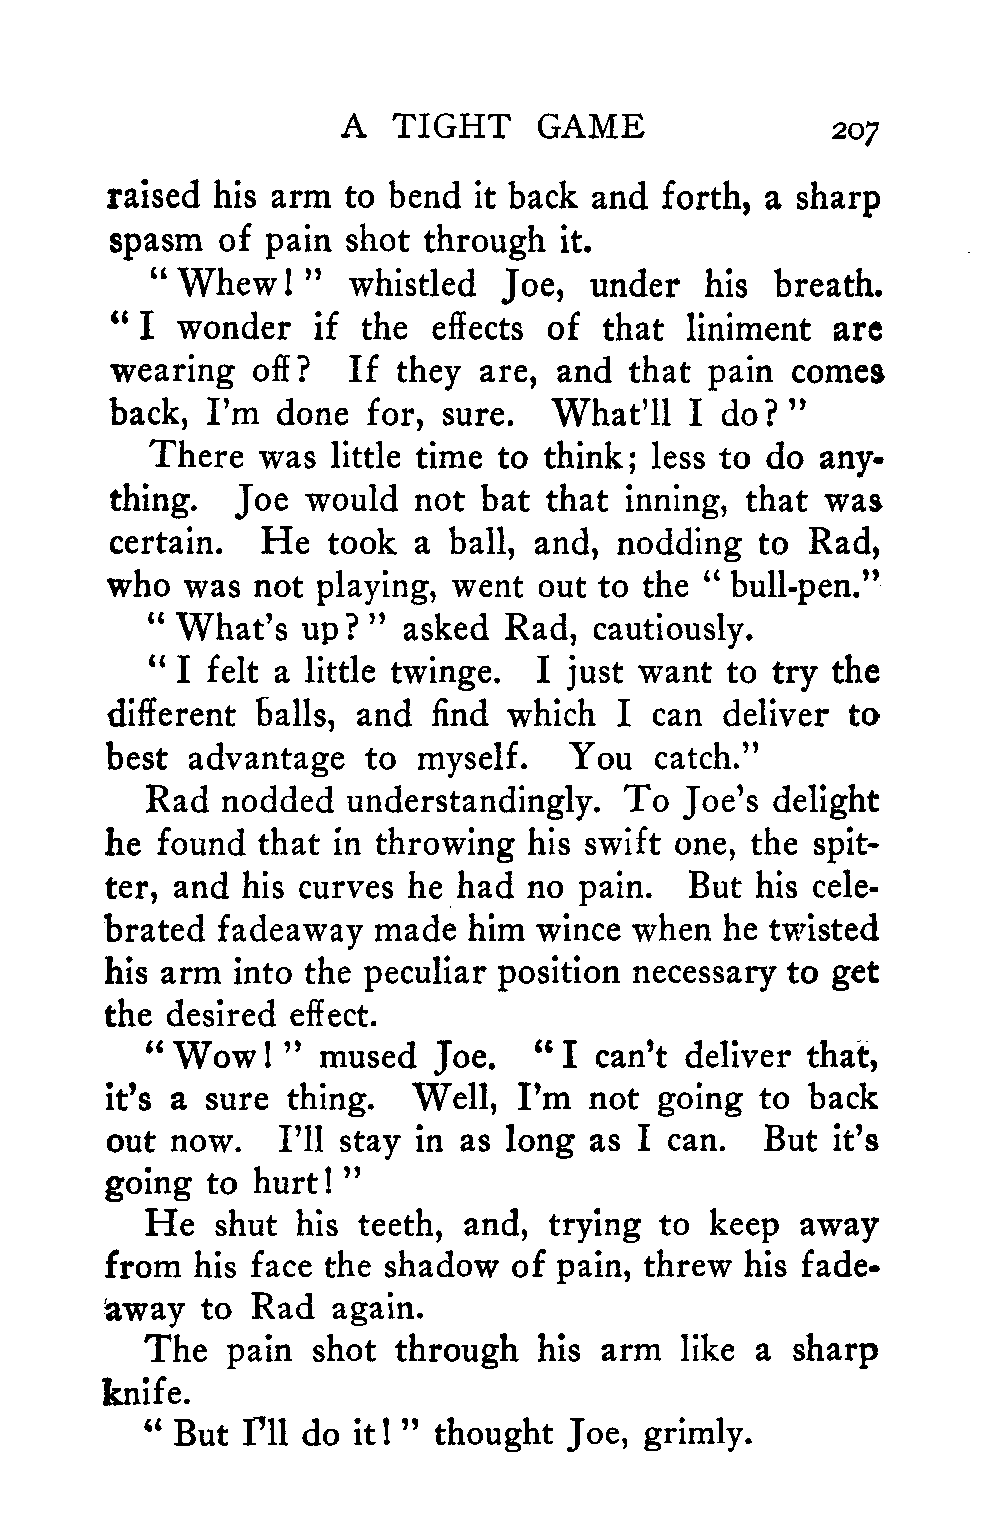 A TIGHT GAME 207
raised his arm to bend it back and forth, a sharp
spasm of pain shot through it.
“ Whew! ” whistled Joe, under his breath.
“ I wonder if the effects of that liniment are
wearing off? If they are, and that pain comes
back, I’m done for, sure. What’ll I do? ”
There was little time to think; less to do any-
thing. Joe would not bat that inning, that was
certain. He took a ball, and, nodding to Rad,
who was not playing, went out to the “ bull-pen.”
“ What’s up? ” asked Rad, cautiously.
“ I felt a little twinge. I just want to try the
different balls, and find which I can deliver to
best advantage to myself. You catch.”
Rad nodded understandingly. To Joe’s delight
he found that in throwing his swift one, the spit-
ter, and his curves he had no pain. But his cele-
brated fadeaway made him wince when he twisted
his arm into the peculiar position necessary to get
the desired effect.
“ Wow! ” mused Joe. “ I can’t deliver that,
it’s a sure thing. Well, I’m not going to back
out now. I’ll stay in as long as I can. But it’s
going to hurt! ”
He shut his teeth, and, trying to keep away
from his face the shadow of pain, threw his fade-
away to Rad again.
The pain shot through his arm like a sharp
knife.
“ But I’ll do it! ” thought Joe, grimly.